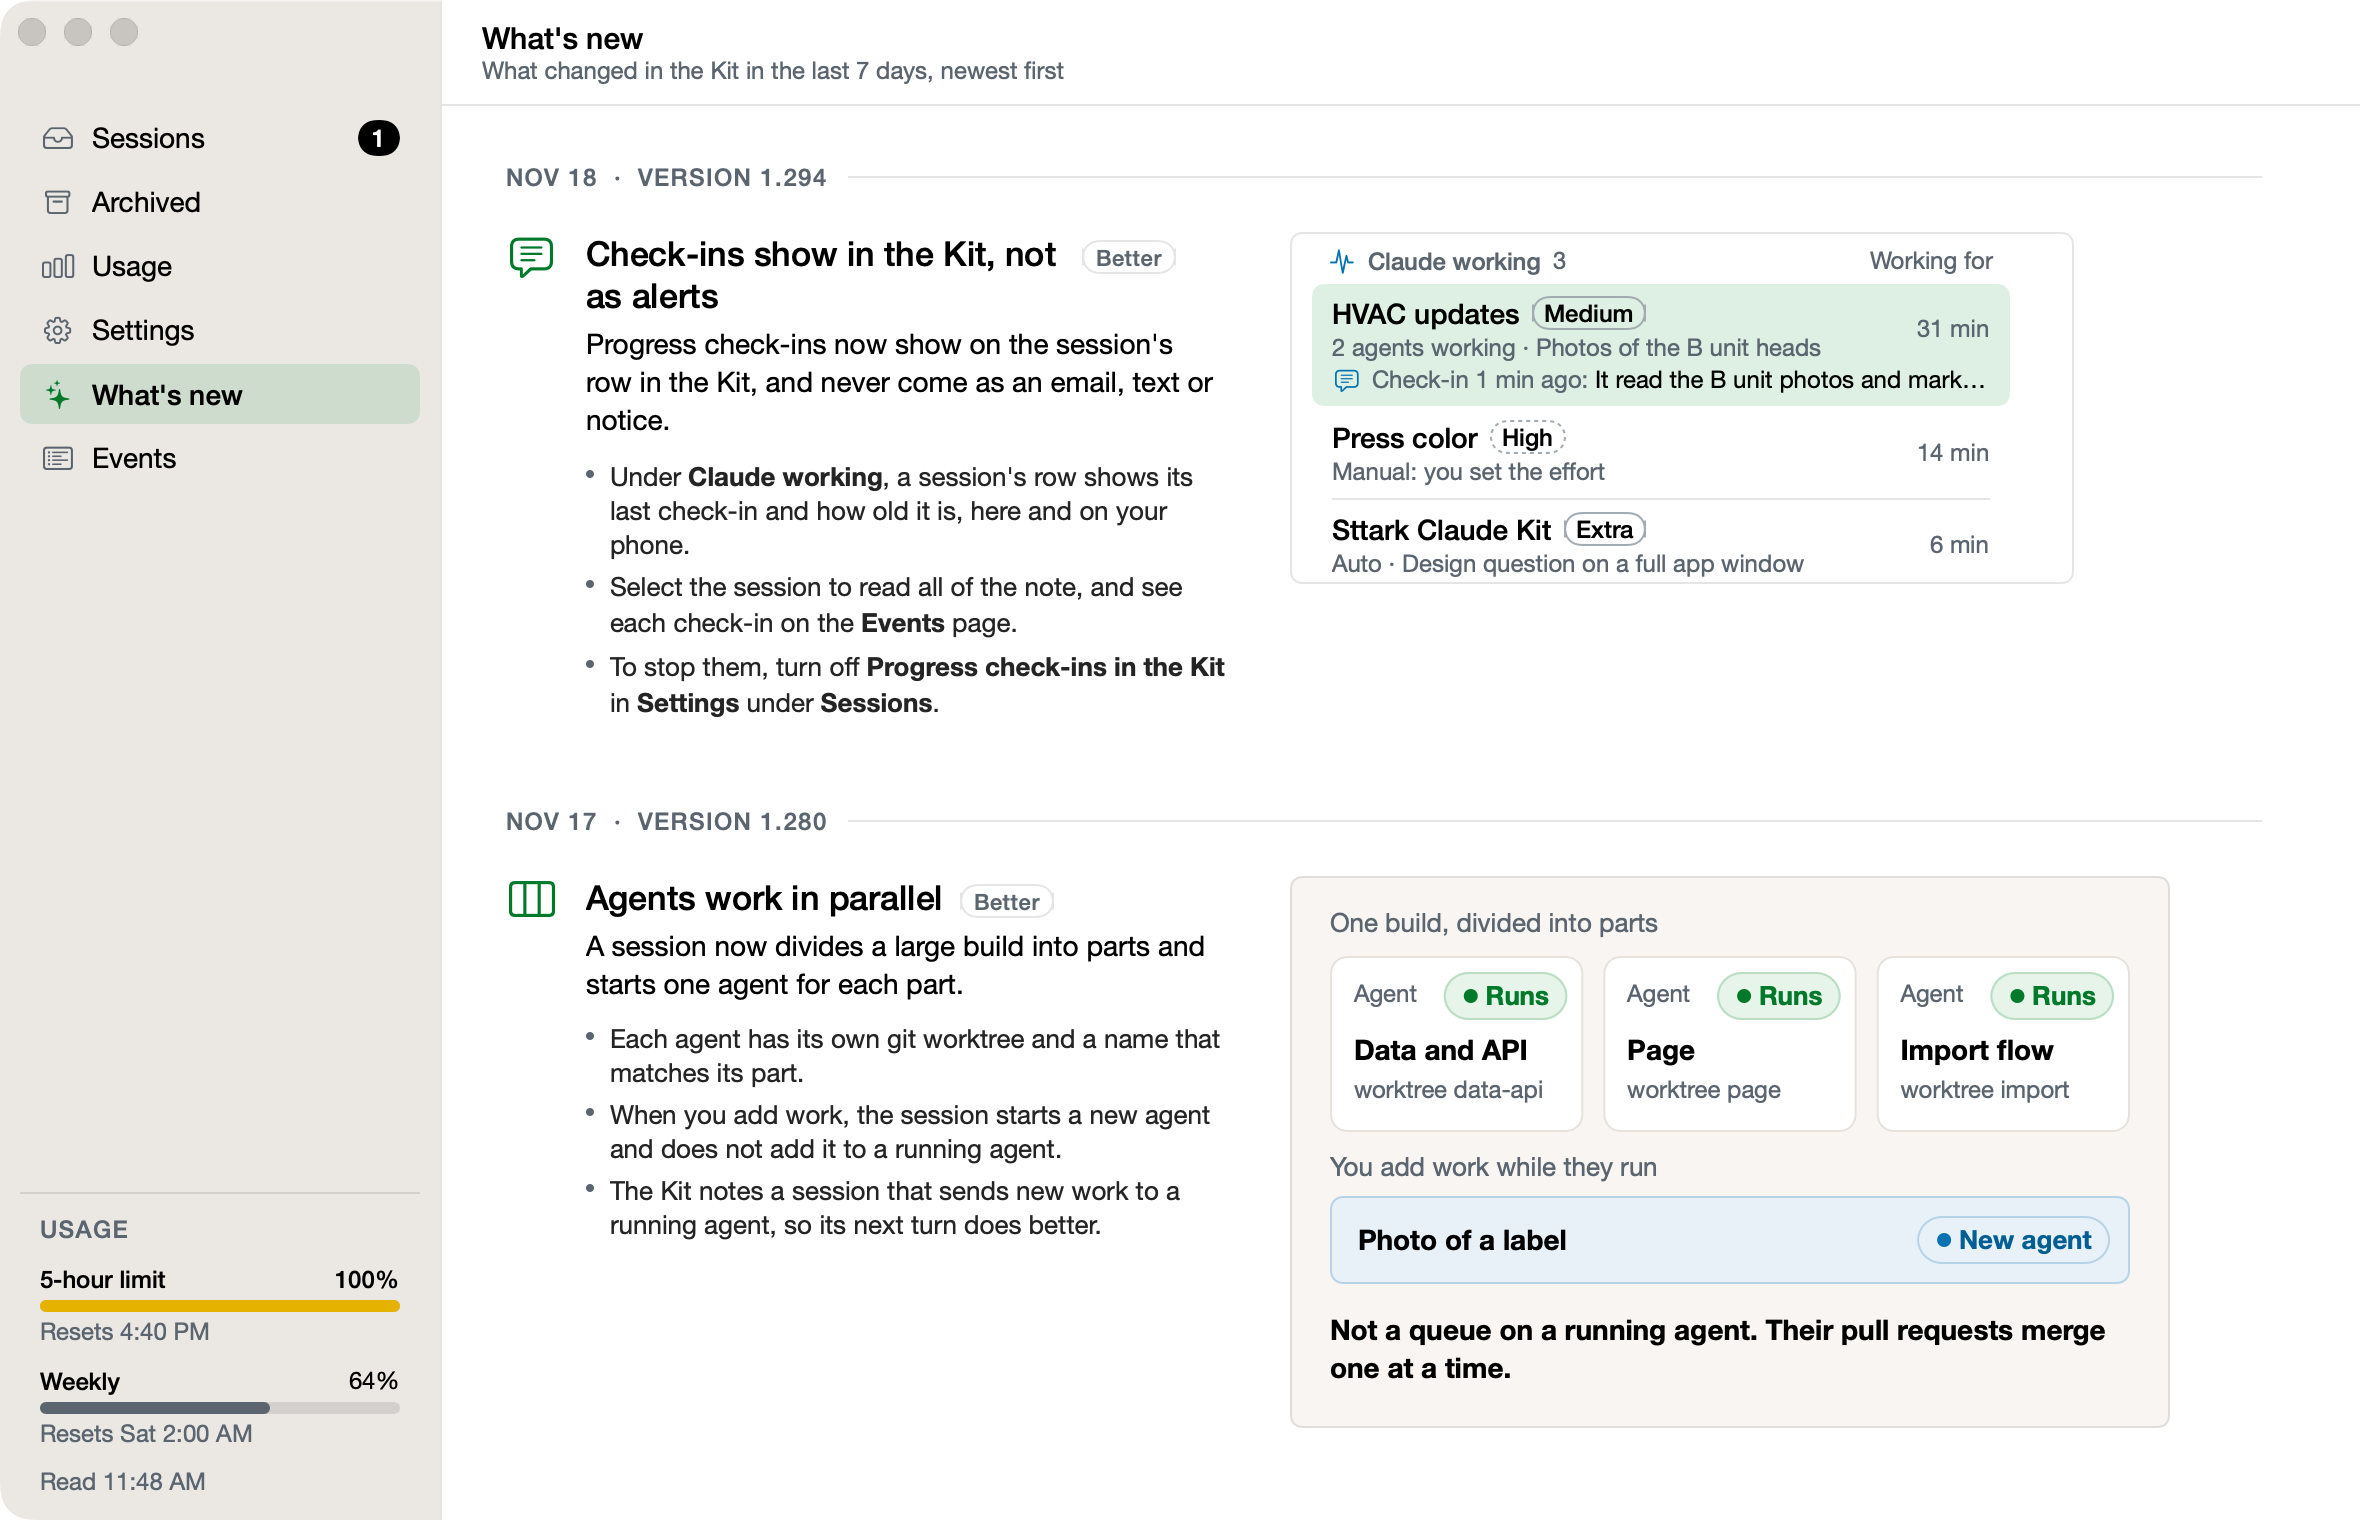 Sessions 1
Archived
Usage
Settings
What's new
Events
USAGE
5-hour limit 100%
Resets 4:40 PM
Weekly 64%
Resets Sat 2:00 AM
Read 11:48 AM
What's new
What changed in the Kit in the last 7 days, newest first
NOV 18 · VERSION 1.294
Check-ins show in the Kit, not Better
as alerts
Progress check-ins now show on the session's
row in the Kit, and never come as an email, text or
notice.
• Under Claude working, a session's row shows its
last check-in and how old it is, here and on your
phone.
• Select the session to read all of the note, and see
each check-in on the Events page.
• To stop them, turn off Progress check-ins in the Kit
in Settings under Sessions.
Claude working 3 Working for
HVAC updates Medium
31 min
2 agents working · Photos of the B unit heads
Check-in 1 min ago: It read the B unit photos and mark…
Press color High
14 min
Manual: you set the effort
Sttark Claude Kit Extra
6 min
Auto · Design question on a full app window
NOV 17 · VERSION 1.280
Agents work in parallel Better
A session now divides a large build into parts and
starts one agent for each part.
• Each agent has its own git worktree and a name that
matches its part.
• When you add work, the session starts a new agent
and does not add it to a running agent.
• The Kit notes a session that sends new work to a
running agent, so its next turn does better.
One build, divided into parts
Agent Runs
Data and API
worktree data-api
Agent Runs
Page
worktree page
Agent Runs
Import flow
worktree import
You add work while they run
Photo of a label New agent
Not a queue on a running agent. Their pull requests merge
one at a time.